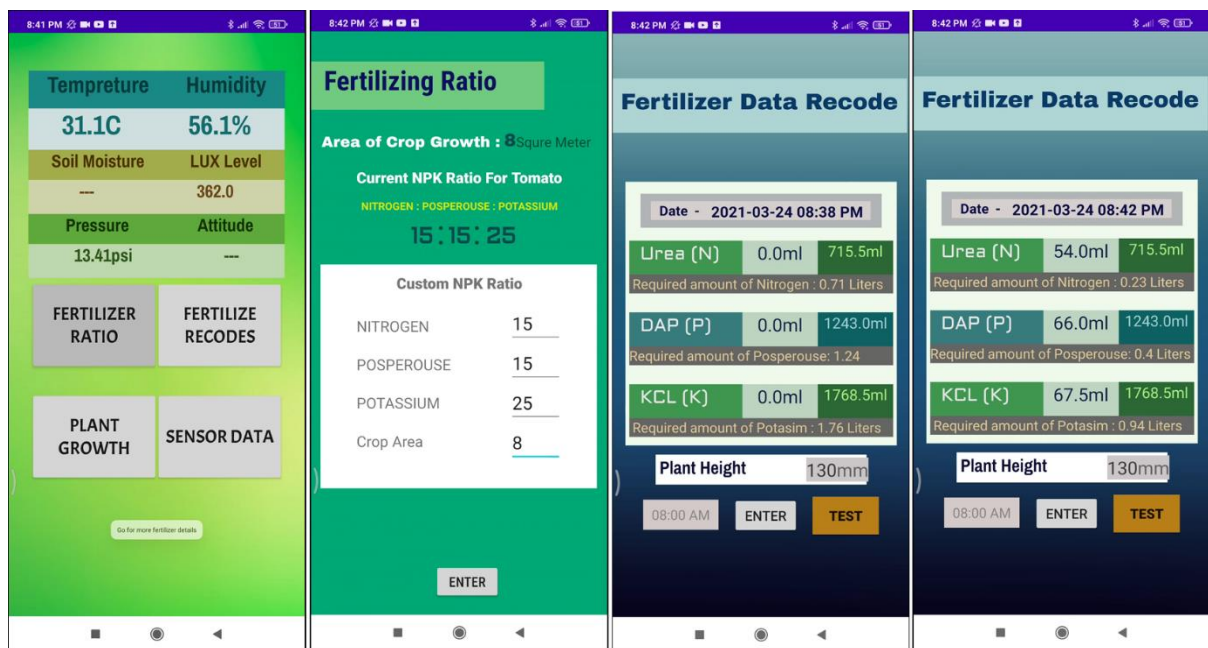 8:41 PM
51
Tempreture Humidity
31.1C 56.1%
Soil Moisture LUX Level
--- 362.0
Pressure Attitude
13.41psi ---
FERTILIZER RATIO
FERTILIZE RECODES
PLANT GROWTH
SENSOR DATA
Go for more fertilizer details
8:42 PM
51
Fertilizing Ratio
Area of Crop Growth : 8 Squre Meter
Current NPK Ratio For Tomato
NITROGEN : POSPEROUSE : POTASSIUM
15:15:25
Custom NPK Ratio
NITROGEN 15
POSPEROUSE 15
POTASSIUM 25
Crop Area 8
ENTER
8:42 PM
51
Fertilizer Data Recode
Date - 2021-03-24 08:38 PM
Urea (N) 0.0ml 715.5ml
Required amount of Nitrogen : 0.71 Liters
DAP (P) 0.0ml 1243.0ml
Required amount of Posperouse: 1.24
KCL (K) 0.0ml 1768.5ml
Required amount of Potasim : 1.76 Liters
Plant Height 130mm
08:00 AM ENTER TEST
8:42 PM
51
Fertilizer Data Recode
Date - 2021-03-24 08:42 PM
Urea (N) 54.0ml 715.5ml
Required amount of Nitrogen : 0.23 Liters
DAP (P) 66.0ml 1243.0ml
Required amount of Posperouse: 0.4 Liters
KCL (K) 67.5ml 1768.5ml
Required amount of Potasim : 0.94 Liters
Plant Height 130mm
08:00 AM ENTER TEST